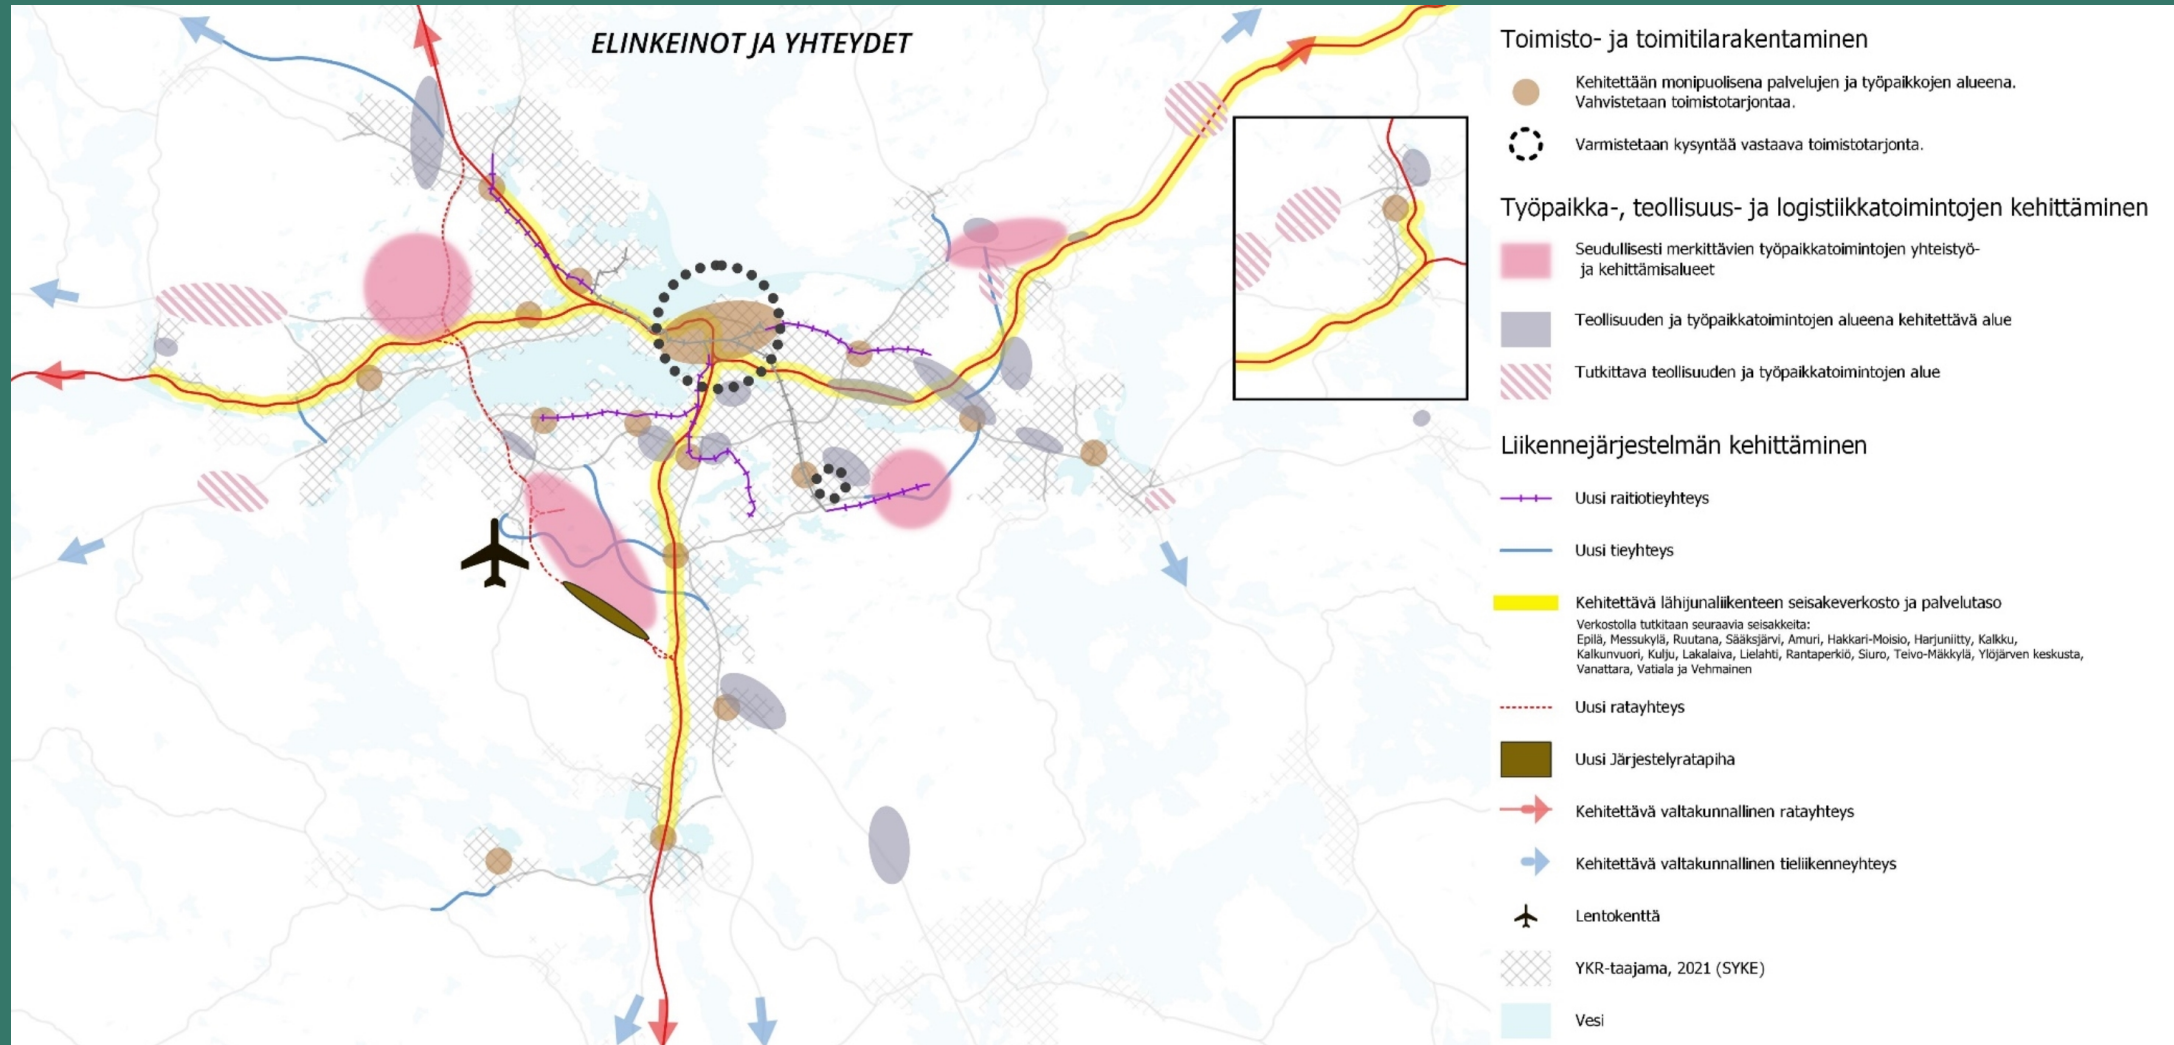 ELINKEINOT JA YHTEYDET
Toimisto- ja toimitilarakentaminen
Kehitettään monipuolisena palvelujen ja työpaikkojen alueena.
Vahvistetaan toimistotarjontaa.
Varmistetaan kysyntää vastaava toimistotarjonta.
Työpaikka-, teollisuus- ja logistiikkatoimintojen kehittäminen
Seudullisesti merkittävien työpaikkatoimintojen yhteistyö-
ja kehittämisalueet
Teollisuuden ja työpaikkatoimintojen alueena kehitettävä alue
Tutkittava teollisuuden ja työpaikkatoimintojen alue
Liikennejärjestelmän kehittäminen
Uusi raitiotieyhteys
Uusi tieyhteys
Kehitettävä lähijunaliikenteen seisakeverkosto ja palvelutaso
Verkostolla tutkitaan seuraavia seisakkeita:
Epilä, Messukylä, Ruutana, Sääksjärvi, Amuri, Hakkari-Moisio, Harjuniitty, Kalkku,
Kalkunvuori, Kulju, Lakalaiva, Lielahti, Rantaperkiö, Siuro, Teivo-Mäkkylä, Ylöjärven keskusta,
Vanattara, Vatiala ja Vehmainen
Uusi ratayhteys
Uusi Järjestelyratapiha
Kehitettävä valtakunnallinen ratayhteys
Kehitettävä valtakunnallinen tieliikenneyhteys
Lentokenttä
YKR-taajama, 2021 (SYKE)
Vesi